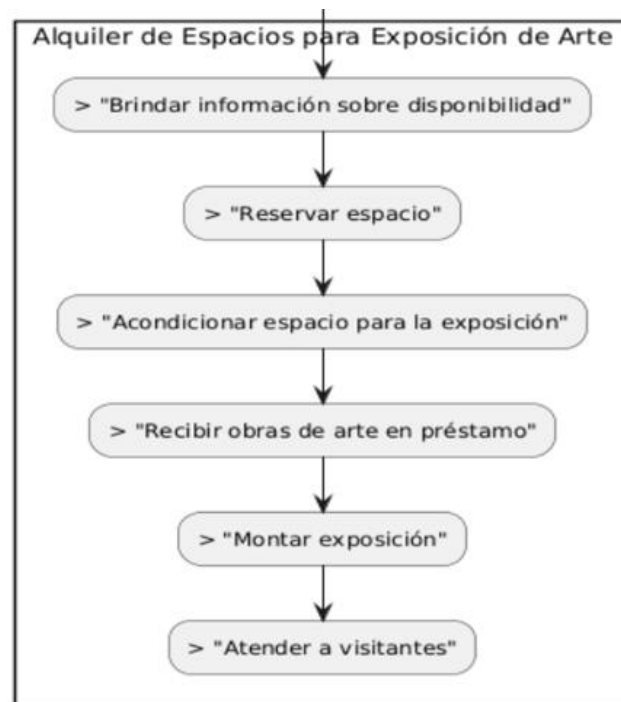 Alquiler de Espacios para Exposición de Arte
> "Brindar información sobre disponibilidad"
> "Reservar espacio"
> "Acondicionar espacio para la exposición"
> "Recibir obras de arte en préstamo"
> "Montar exposición"
> "Atender a visitantes"